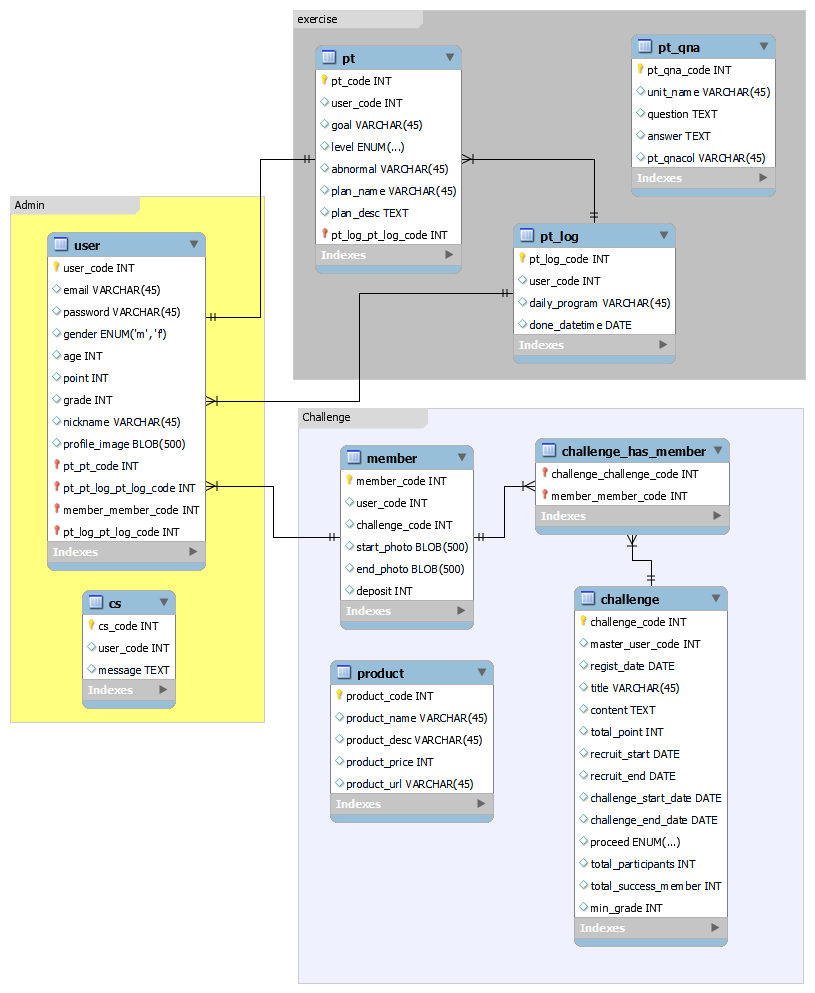 exercise
pt
pt_code INT
user_code INT
goal VARCHAR(45)
level ENUM(...)
abnormal VARCHAR(45)
plan_name VARCHAR(45)
plan_desc TEXT
pt_log_pt_log_code INT
Indexes
pt_qna
pt_qna_code INT
unit_name VARCHAR(45)
question TEXT
answer TEXT
pt_qnacol VARCHAR(45)
Indexes
pt_log
pt_log_code INT
user_code INT
daily_program VARCHAR(45)
done_datetime DATE
Indexes
Admin
user
user_code INT
email VARCHAR(45)
password VARCHAR(45)
gender ENUM('m','f')
age INT
point INT
grade INT
nickname VARCHAR(45)
profile_image BLOB(500)
pt_pt_code INT
pt_pt_log_pt_log_code INT
member_member_code INT
pt_log_pt_log_code INT
Indexes
cs
cs_code INT
user_code INT
message TEXT
Indexes
Challenge
member
member_code INT
user_code INT
challenge_code INT
start_photo BLOB(500)
end_photo BLOB(500)
deposit INT
Indexes
challenge_has_member
challenge_challenge_code INT
member_member_code INT
Indexes
product
product_code INT
product_name VARCHAR(45)
product_desc VARCHAR(45)
product_price INT
product_url VARCHAR(45)
Indexes
challenge
challenge_code INT
master_user_code INT
regist_date DATE
title VARCHAR(45)
content TEXT
total_point INT
recruit_start DATE
recruit_end DATE
challenge_start_date DATE
challenge_end_date DATE
proceed ENUM(...)
total_participants INT
total_success_member INT
min_grade INT
Indexes